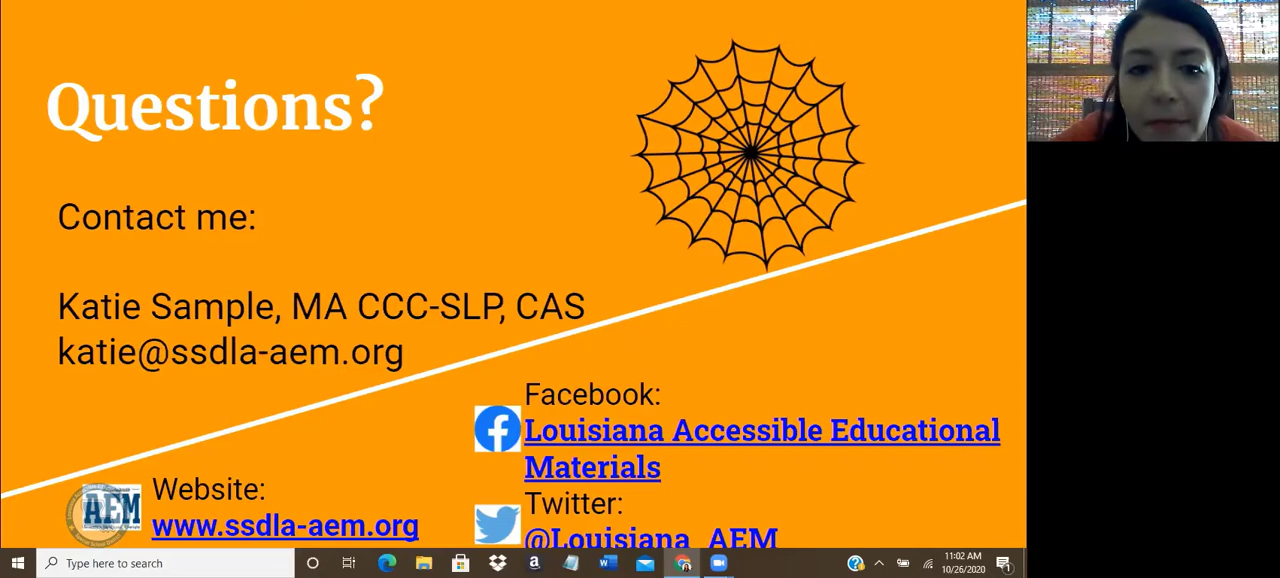 Questions?
Contact me:
Katie Sample, MA CCC-SLP, CAS
katie@ssdla-aem.org
Facebook:
Louisiana Accessible Educational
Materials
Twitter:
@Louisiana_AEM
Website:
www.ssdla-aem.org
AEM
Type here to search
11:02 AM
10/26/2020